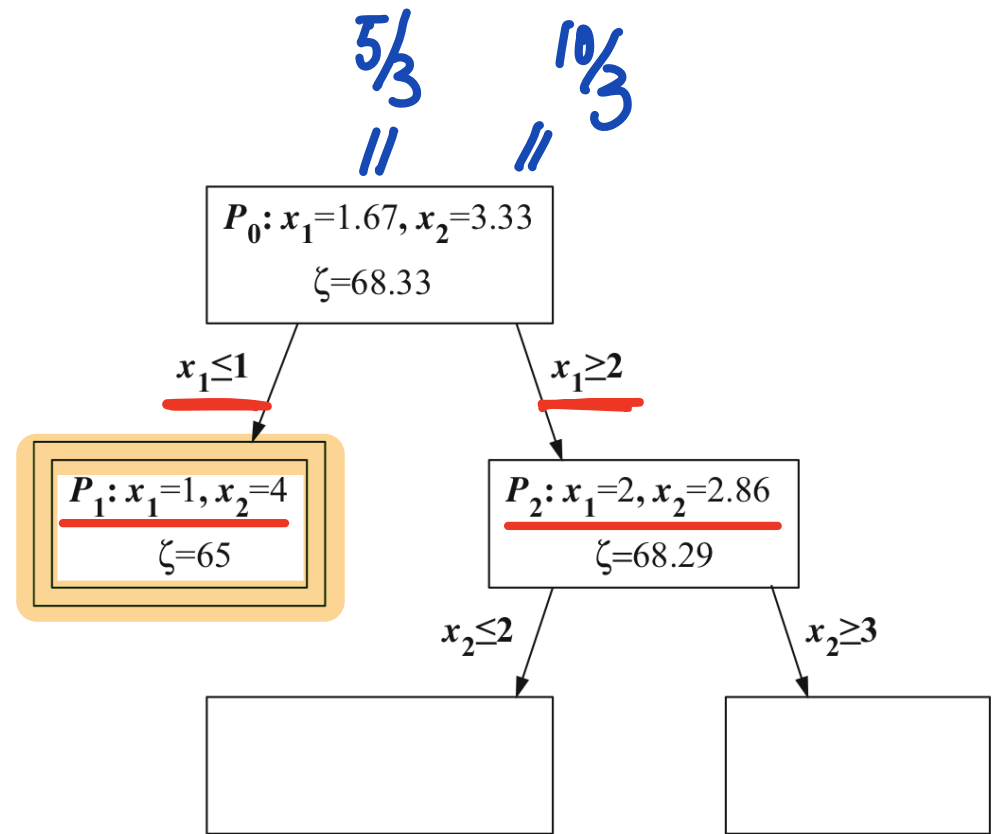 5/3 10/3
= =
P0: x1=1.67, x2=3.33
ζ=68.33
x1≤1 x1≥2
P1: x1=1, x2=4 P2: x1=2, x2=2.86
ζ=65 ζ=68.29
x2≤2 x2≥3